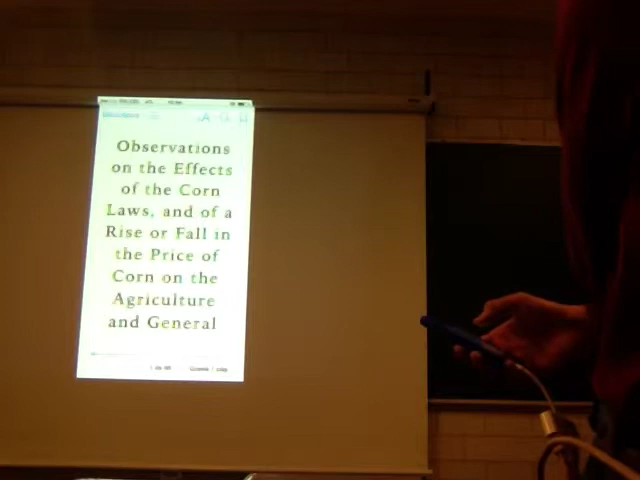 Observations
on the Effects
of the Corn
Laws, and of a
Rise or Fall in
the Price of
Corn on the
Agriculture
and General